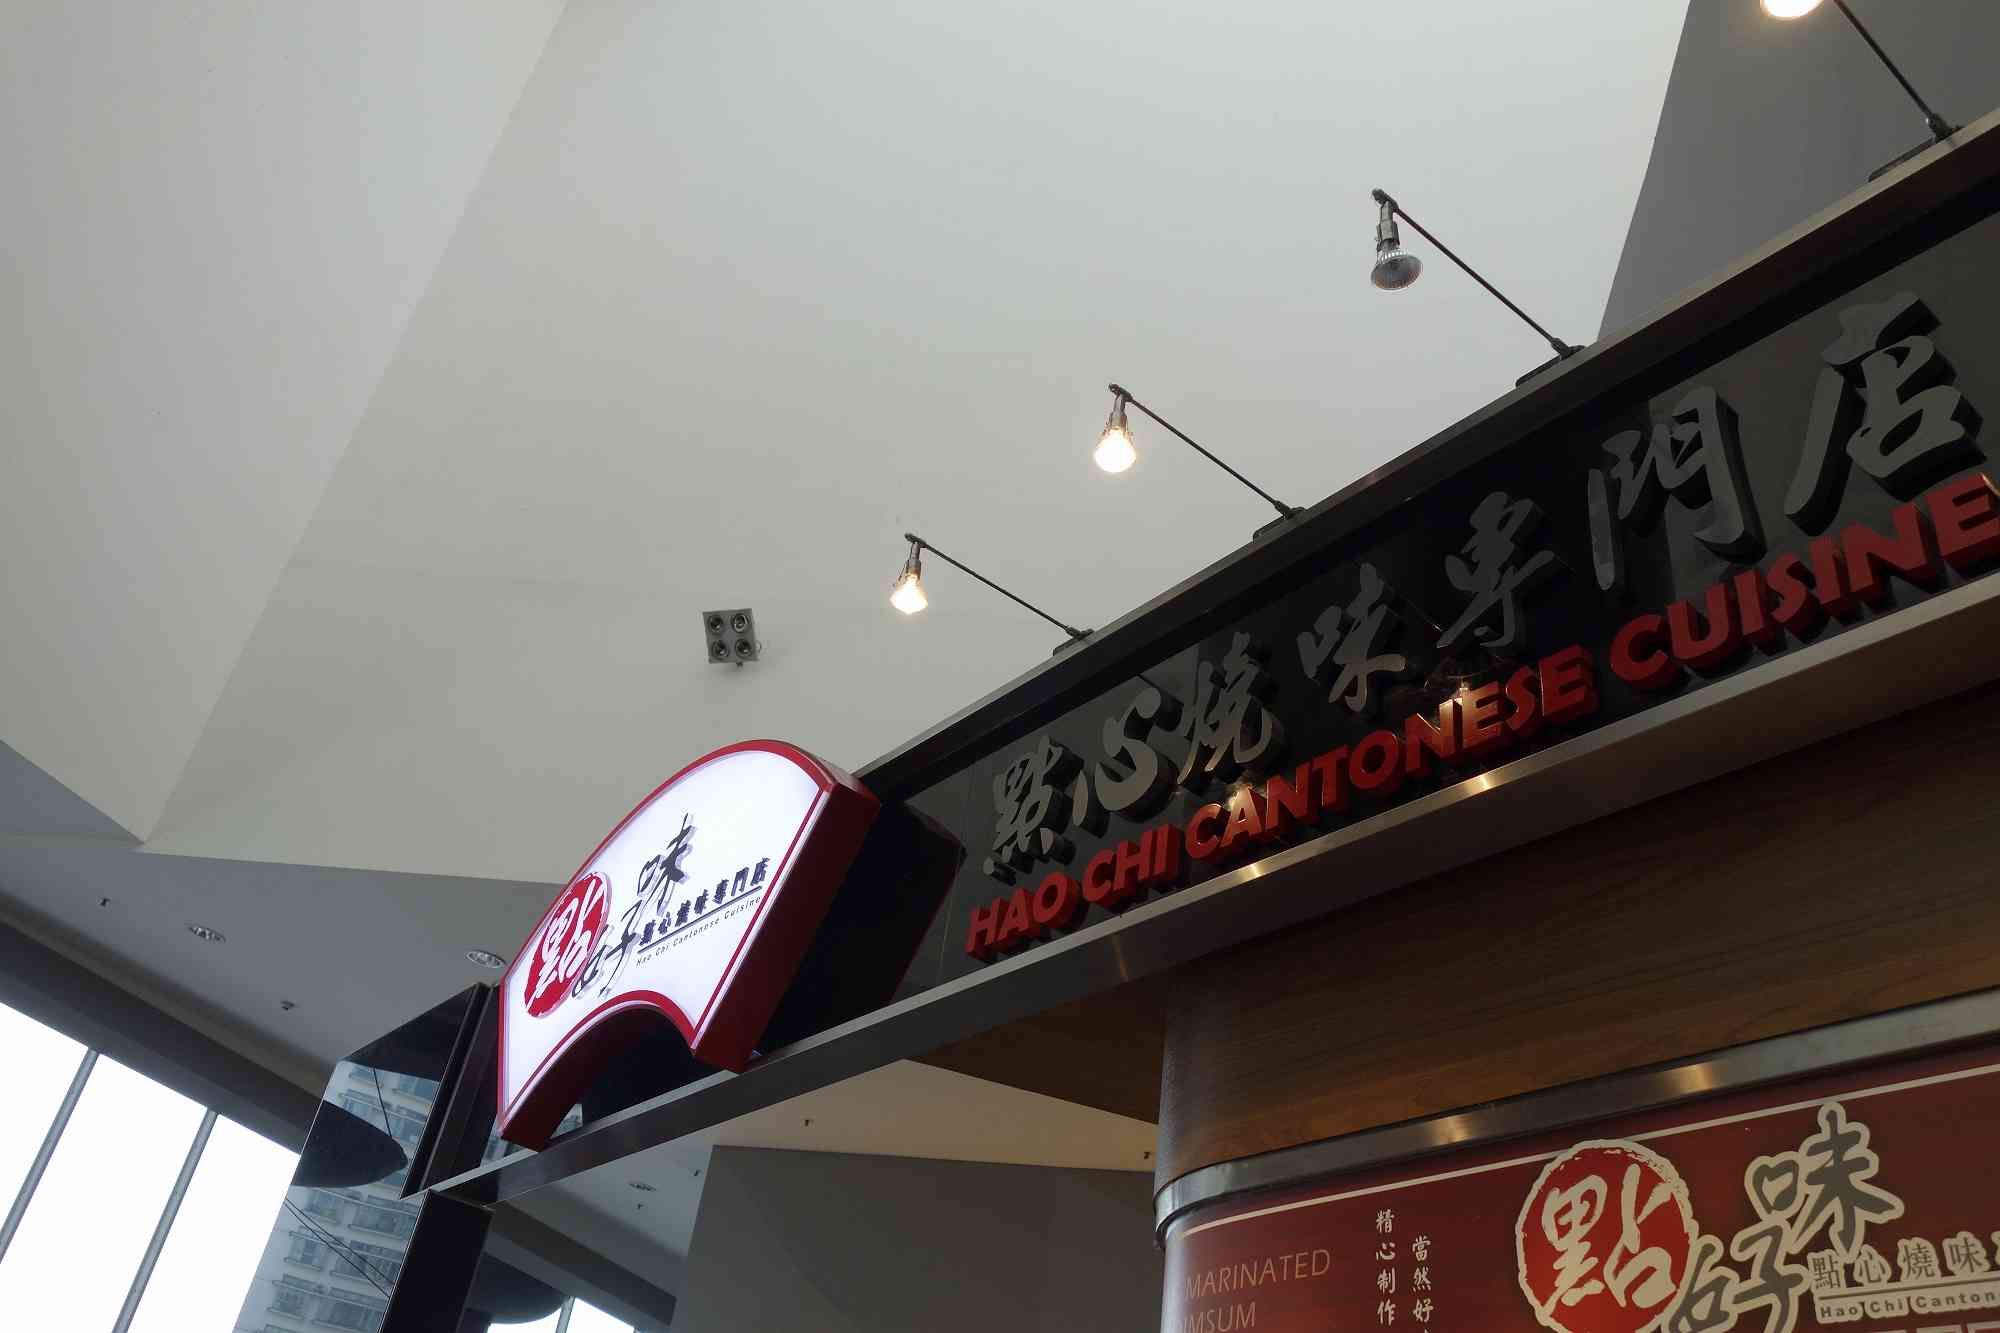 點心燒味專門店
HAO CHI CANTONESE CUISINE
點好味
點心燒味專門店
Hao Chi Cantonese Cuisine
MARINATED
IMSUM
精心制作
當然好
點好味
點心燒味
Hao Chi Canton